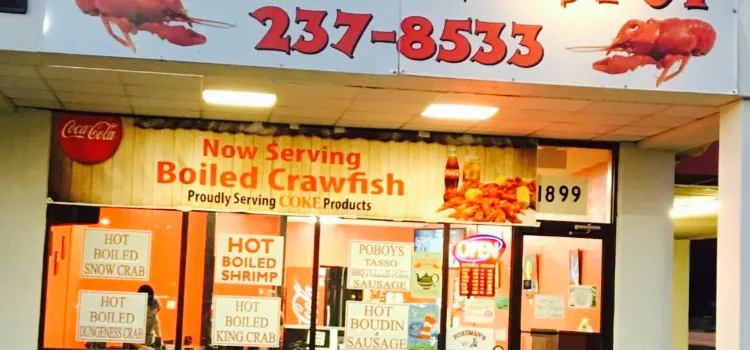 237-8533
Coca-Cola
Now Serving
Boiled Crawfish
Proudly Serving COKE Products
1899
HOT
BOILED
SNOW CRAB
HOT
BOILED
SHRIMP
POBOYS
TASSO
BBQ
SAUSAGE
OPEN
HOT
BOILED
DUNGENESS CRAB
HOT
BOILED
KING CRAB
HOT
BOUDIN
&
SAUSAGE